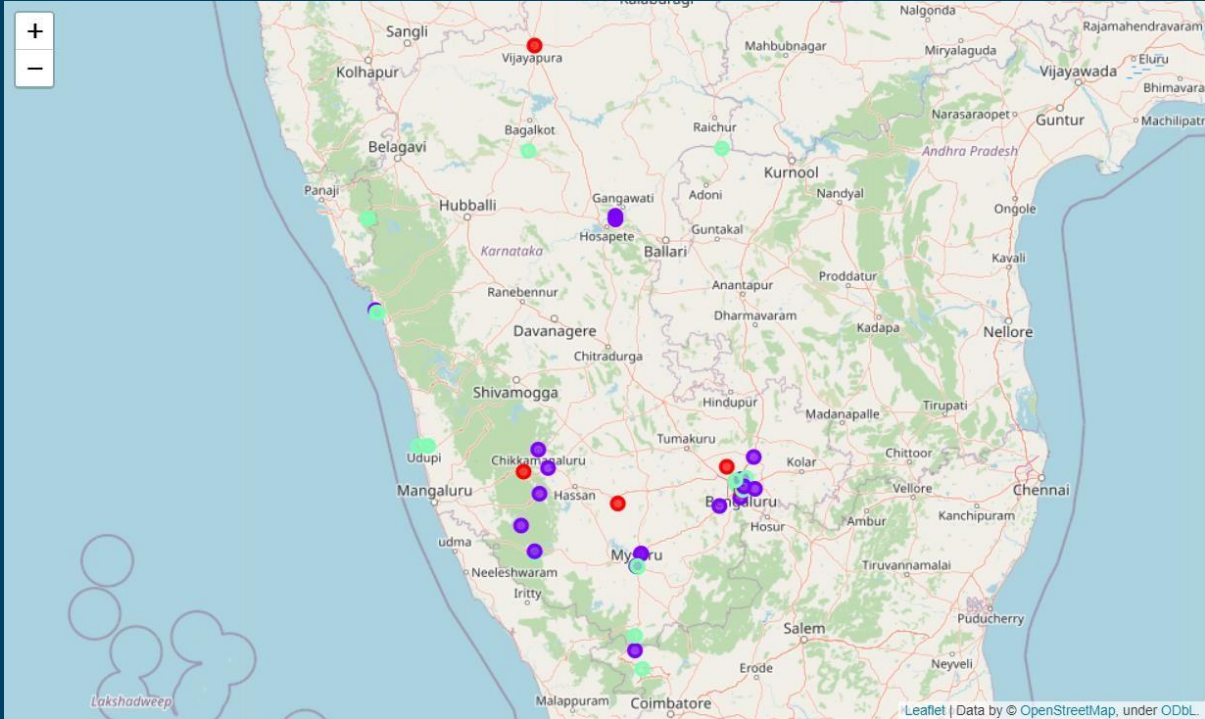 Kalaburagi
Nalgonda
+
Sangli
Rajamahendravaram
Mahbubnagar
Miryalaguda
Vijayapura
Eluru
−
Kolhapur
Vijayawada
Bhimavara
Narasaraopet
Guntur
Machilipatn
Bagalkot
Raichur
Belagavi
Andhra Pradesh
Kurnool
Panaji
Gangawati
Adoni
Nandyal
Hubballi
Ongole
Guntakal
Hosapete
Karnataka
Ballari
Kavali
Proddatur
Anantapur
Ranebennur
Dharmavaram
Kadapa
Davanagere
Nellore
Chitradurga
Shivamogga
Hindupur
Tirupati
Madanapalle
Tumakuru
Chittoor
Udupi
Chikkamagaluru
Kolar
Mangaluru
Hassan
Vellore
Chennai
Bengaluru
Kanchipuram
Ambur
Hosur
udma
Mysuru
Neeleshwaram
Tiruvannamalai
Iritty
Puducherry
Salem
Erode
Neyveli
Lakshadweep
Malappuram
Coimbatore
Leaflet | Data by © OpenStreetMap, under ODbL.